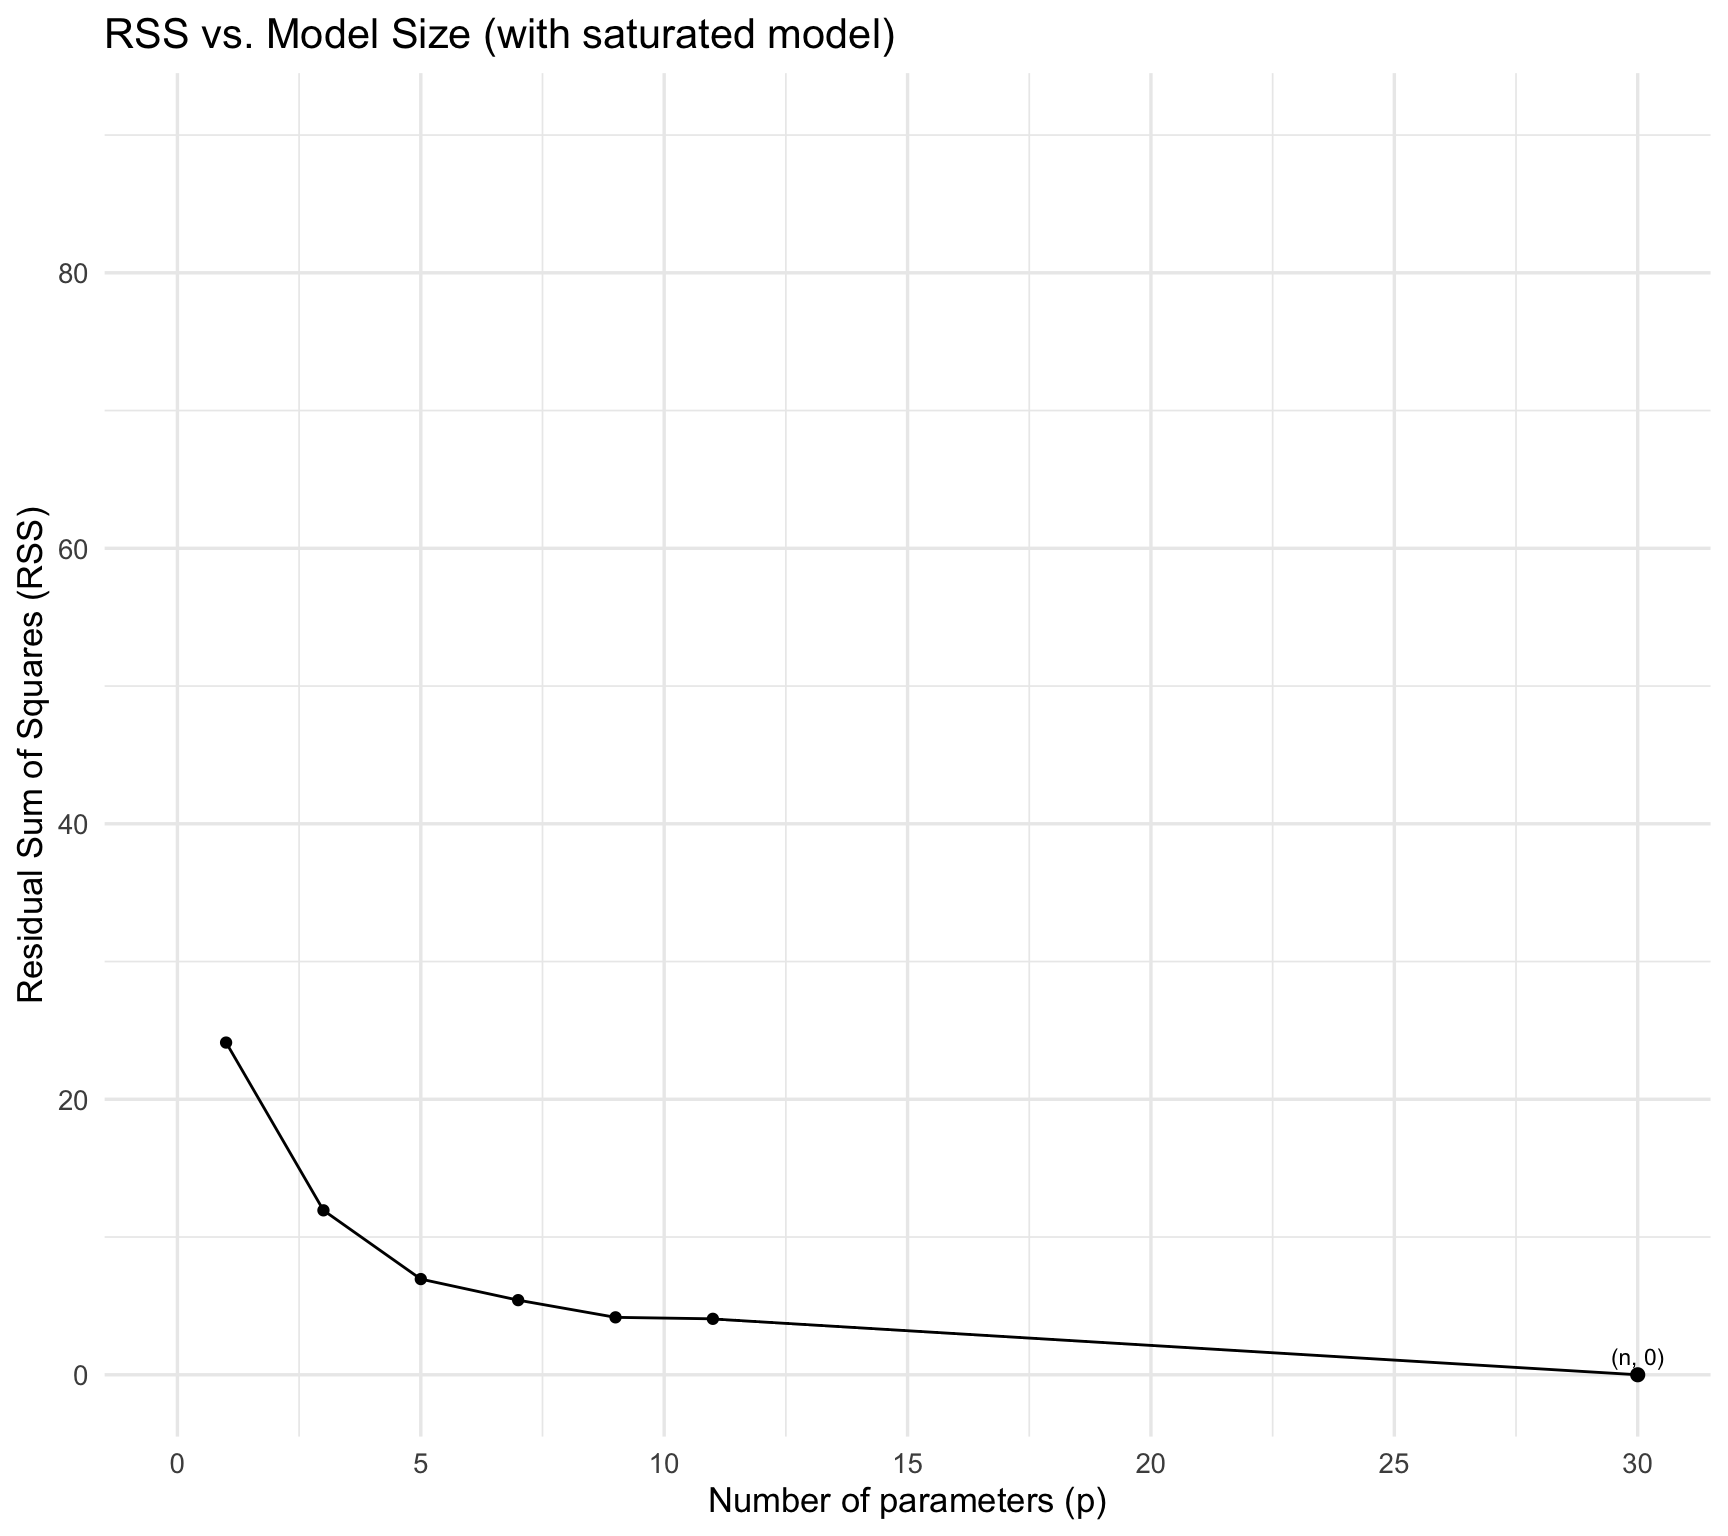 RSS vs. Model Size (with saturated model)
Residual Sum of Squares (RSS)
80
60
40
20
0
(n, 0)
0 5 10 15 20 25 30
Number of parameters (p)